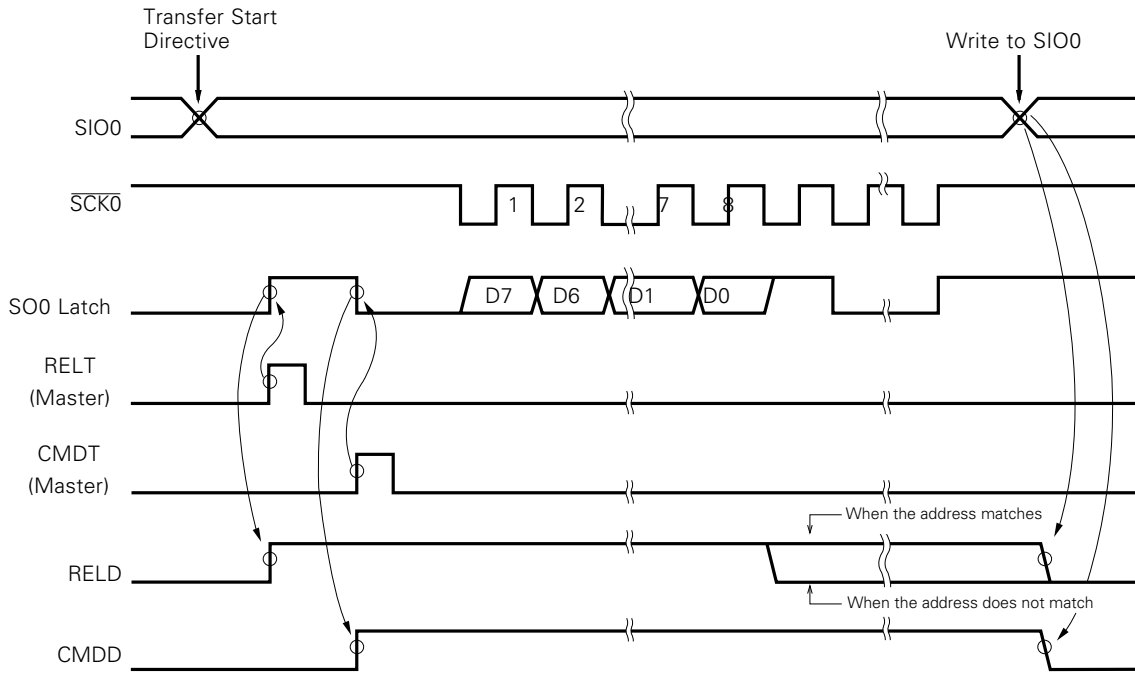 Transfer Start
Directive
Write to SIO0
SIO0
SCK0
1 2 7 8
SO0 Latch
D7 D6 D1 D0
RELT
(Master)
CMDT
(Master)
When the address matches
RELD
When the address does not match
CMDD